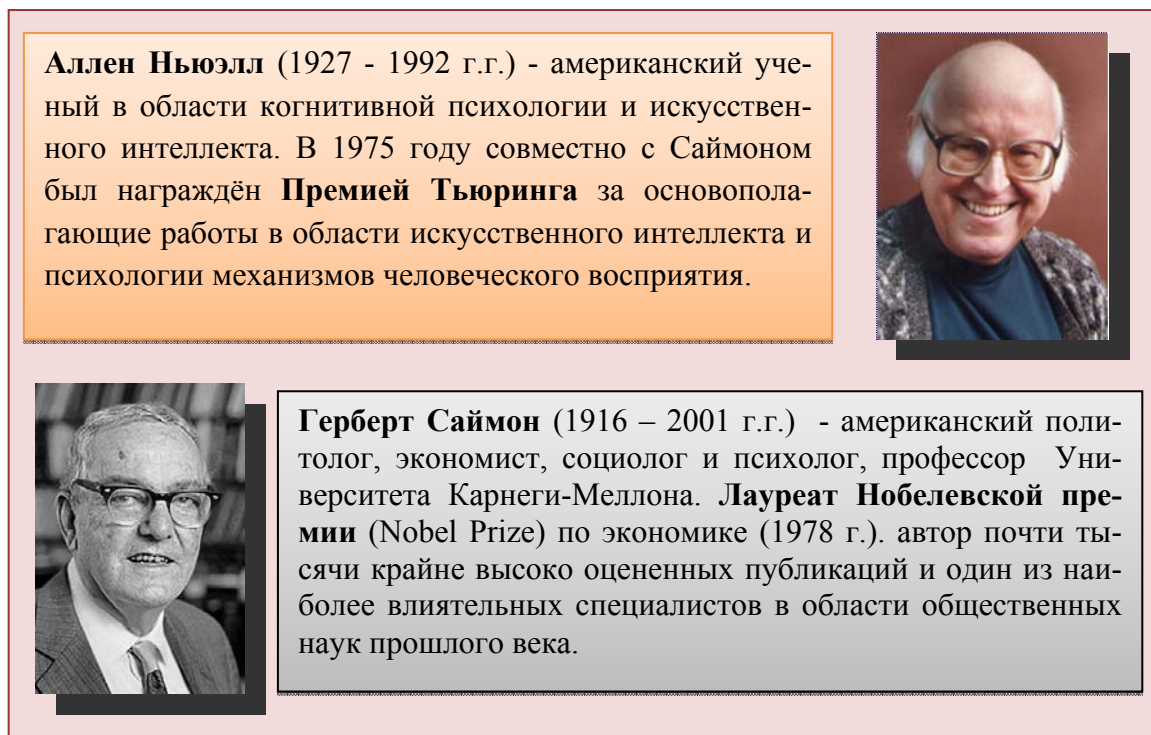 Аллен Ньюэлл (1927 - 1992 г.г.) - американский уче-
ный в области когнитивной психологии и искусствен-
ного интеллекта. В 1975 году совместно с Саймоном
был награждён Премией Тьюринга за основопола-
гающие работы в области искусственного интеллекта и
психологии механизмов человеческого восприятия.
Герберт Саймон (1916 – 2001 г.г.) - американский поли-
толог, экономист, социолог и психолог, профессор Уни-
верситета Карнеги-Меллона. Лауреат Нобелевской пре-
мии (Nobel Prize) по экономике (1978 г.). автор почти ты-
сячи крайне высоко оцененных публикаций и один из наи-
более влиятельных специалистов в области общественных
наук прошлого века.